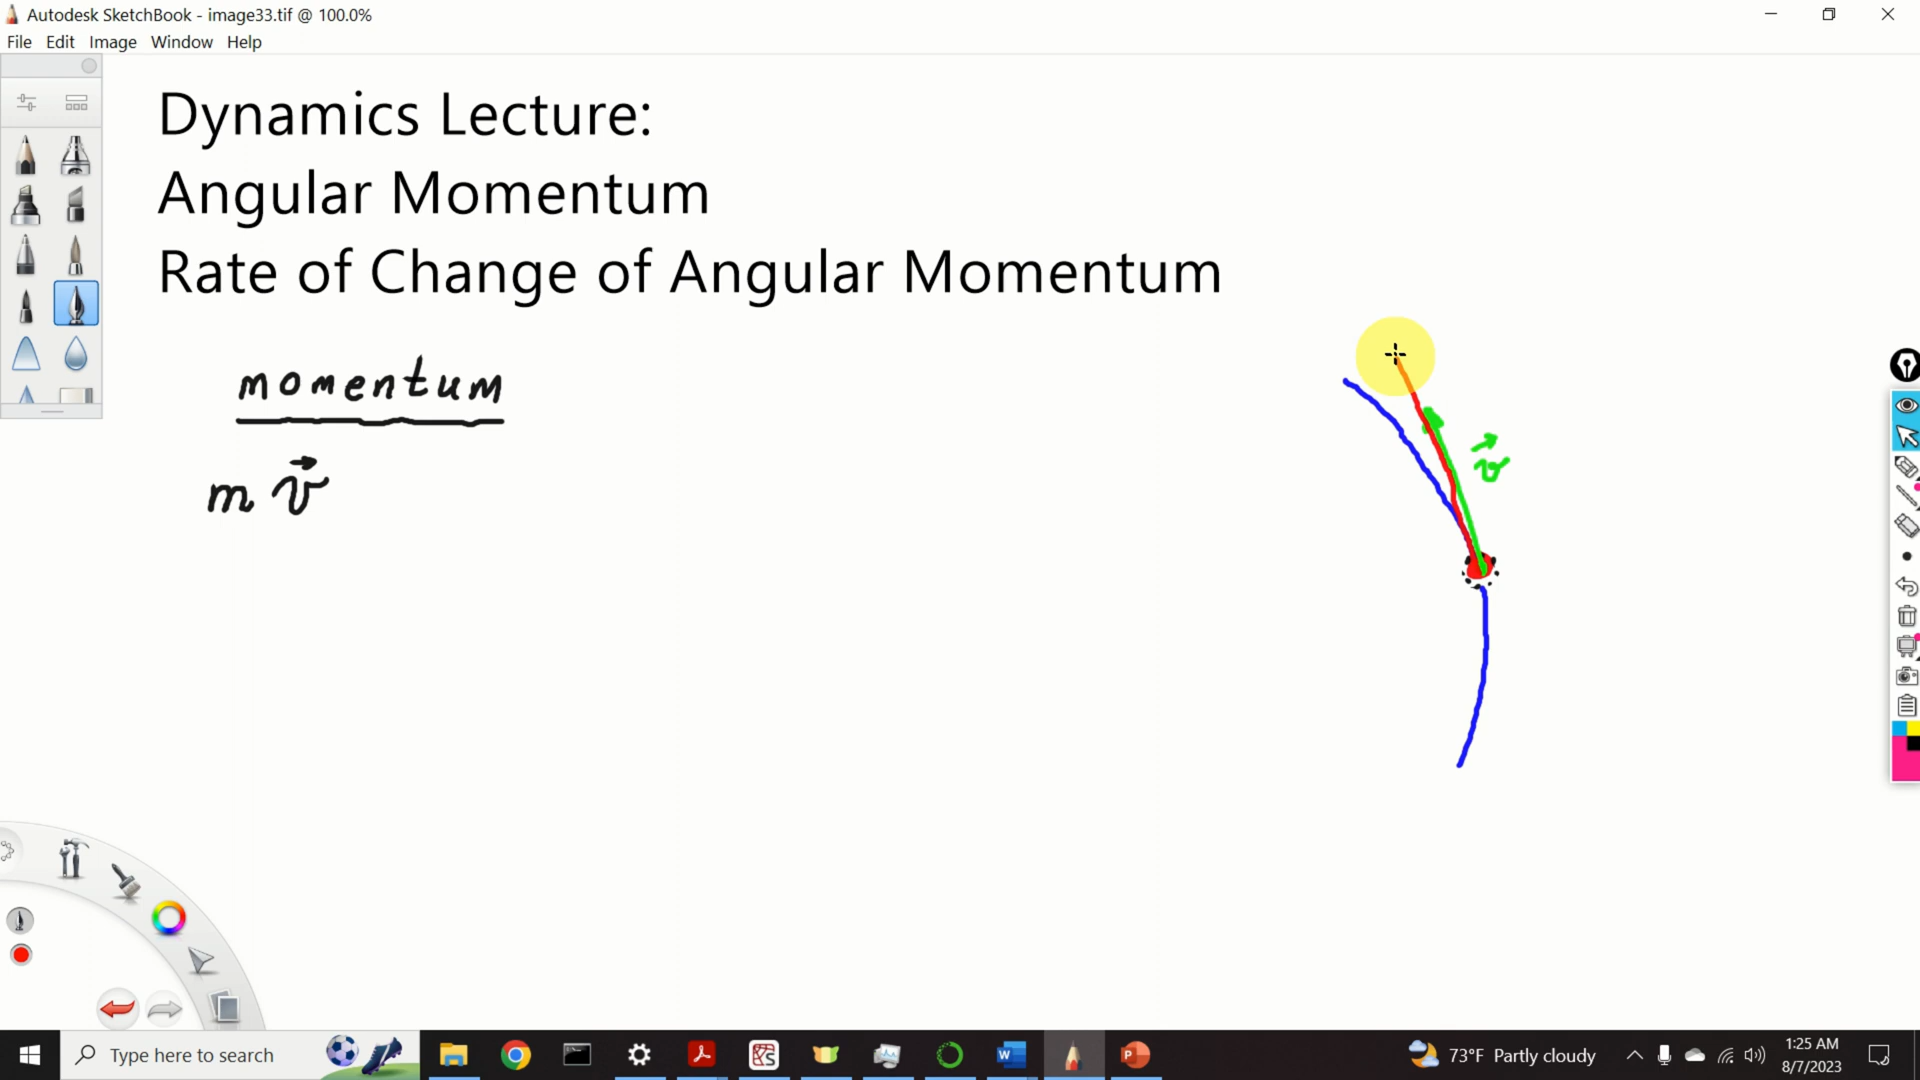 Autodesk SketchBook - image33.tif @ 100.0%
File Edit Image Window Help
Dynamics Lecture:
Angular Momentum
Rate of Change of Angular Momentum
momentum
m v⃗
v⃗
Type here to search
73°F Partly cloudy
1:25 AM
8/7/2023